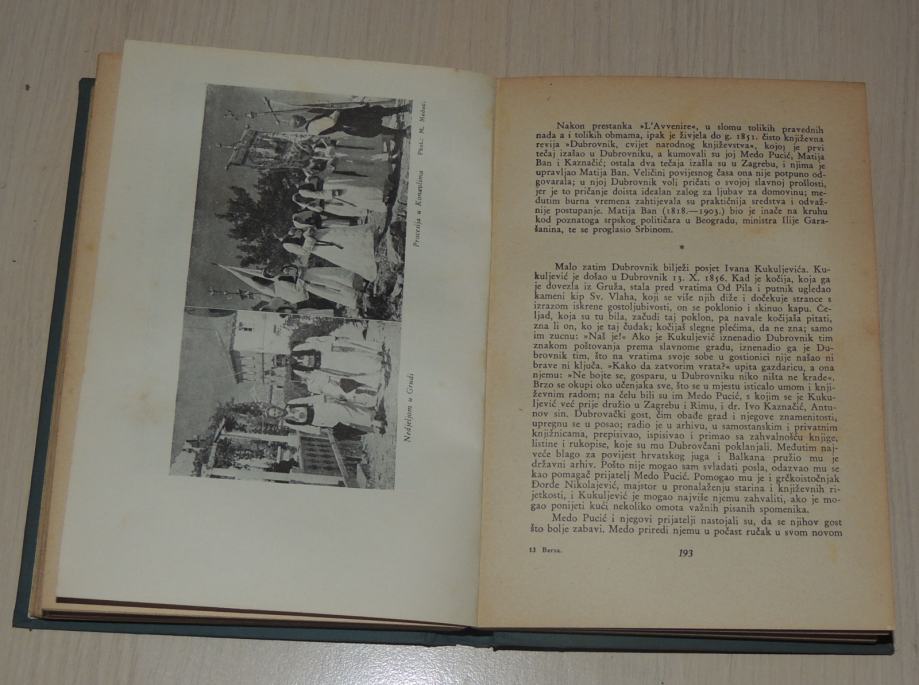 Procesija u Konavlima
Fot. M. Meduić.
Nedjeljom u Grudi
Nakon prestanka »L'Avvenire«, u slomu tolikih pravednih
nada a i tolikih obmama, ipak je živjela do g. 1851. čisto književna
revija »Dubrovnik, cvijet narodnog književstva«, kojoj je prvi
tečaj izašao u Dubrovniku, a kumovali su joj Medo Pucić, Matija
Ban i Kaznačić; ostala dva tečaja izašla su u Zagrebu, i njima je
upravljao Matija Ban. Veličini povijesnog časa ona nije potpuno od-
govarala; u njoj Dubrovnik volj pričati o svojoj slavnoj prošlosti,
jer je to pričanje doista idealan zalog za ljubav za domovinu; me-
đutim burna vremena zahtijevala su praktičnija sredstva i odvaž-
nije postupanje. Matija Ban (1818.—1903.) bio je inače na kruhu
kod poznatoga srpskog političara u Beogradu, ministra Ilije Gara-
šanina, te se proglasio Srbinom.
*
Malo zatim Dubrovnik bilježi posjet Ivana Kukuljevića. Ku-
kuljević je došao u Dubrovnik 13. X. 1856. Kad je kočija, koja ga
je dovezla iz Gruža, stala pred vratima Od Pila i putnik ugledao
kameni kip Sv. Vlaha, koji se više njih diže i dočekuje strance s
izrazom iskrene gostoljubivosti, on se poklonio i skinuo kapu. Če-
ljad, koja su tu bila, začudi taj poklon, pa navale kočijaša pitati,
zna li on, ko je taj čudak; kočijaš slegne plećima, da ne zna; samo
im zucnu: »Naš je!« Ako je Kukuljević iznenadio Dubrovnik tim
znakom poštovanja prema slavnome gradu, iznenadio ga je Du-
brovnik tim, što na vratima svoje sobe u gostionici nije našao ni
brave ni ključa. »Kako da zatvorim vrata?« upita gazdaricu, a ona
njemu: »Ne bojte se, gosparu, u Dubrovniku niko ništa ne krade«.
Brzo se okupi oko učenjaka sve, što se u mjestu isticalo umom i knji-
ževnim radom; na čelu bili su im Medo Pucić, s kojim se je Kuku-
ljević već prije družio u Zagrebu i Rimu, i dr. Ivo Kaznačić, Antu-
nov sin. Dubrovački gost, čim obađe grad i njegove znamenitosti,
upregnu se u posao; radio je u arhivu, u samostanskim i privatnim
knjižnicama, prepisivao, ispisivao i primao sa zahvalnošću knjige,
listine i rukopise, koje su mu Dubrovčani poklanjali. Međutim naj-
veće blago za povijest hrvatskog juga i Balkana pružio mu je
državni arhiv. Pošto nije mogao sam svladati posla, odazvao mu se
kao pomagač prijatelj Medo Pucić. Pomogao mu je i grčkoistočnjak
Đorđe Nikolajević, majstor u pronalaženju starina i književnih ri-
jetkosti, i Kukuljević je mogao najviše njemu zahvaliti, ako je mo-
gao ponijeti kući nekoliko omota važnih pisanih spomenika.
Medo Pucić i njegovi prijatelji nastojali su, da se njihov gost
što bolje zabavi. Medo priredi njemu u počast ručak u svom novom
13 Bersa.
193